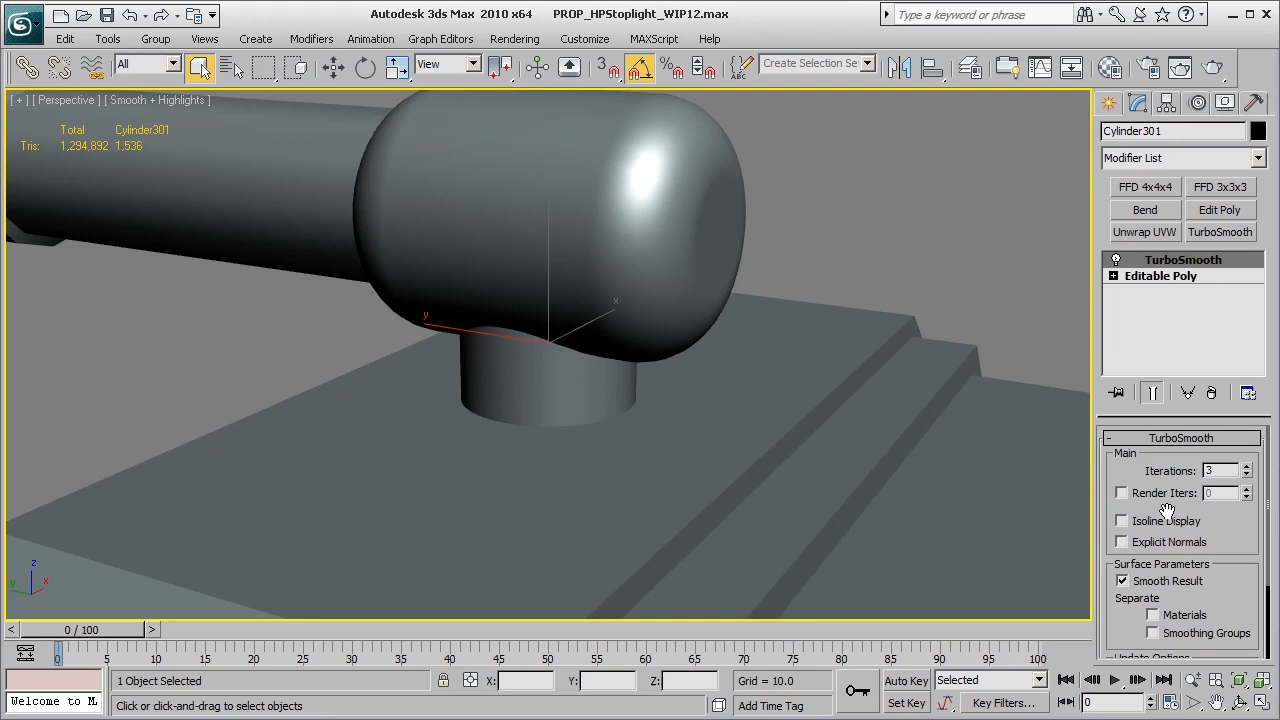 Autodesk 3ds Max 2010 x64 PROP_HPStoplight_WIP12.max
Type a keyword or phrase
Edit Tools Group Views Create Modifiers Animation Graph Editors Rendering Customize MAXScript Help
All View 3 Create Selection Se
[ + ] [ Perspective ] [ Smooth + Highlights ]
Total Cylinder301
Tris: 1,294,892 1,536
y
x
z
y x
Cylinder301
Modifier List
FFD 4x4x4 FFD 3x3x3
Bend Edit Poly
Unwrap UVW TurboSmooth
TurboSmooth
Editable Poly
- TurboSmooth
Main
Iterations: 3
Render Iters: 0
Isoline Display
Explicit Normals
Surface Parameters
Smooth Result
Separate
Materials
Smoothing Groups
Update Options
< 0 / 100 >
0 5 10 15 20 25 30 35 40 45 50 55 60 65 70 75 80 85 90 95 100
1 Object Selected X: Y: Z: Grid = 10.0 Auto Key Selected
Welcome to M Click or click-and-drag to select objects Add Time Tag Set Key Key Filters... 0